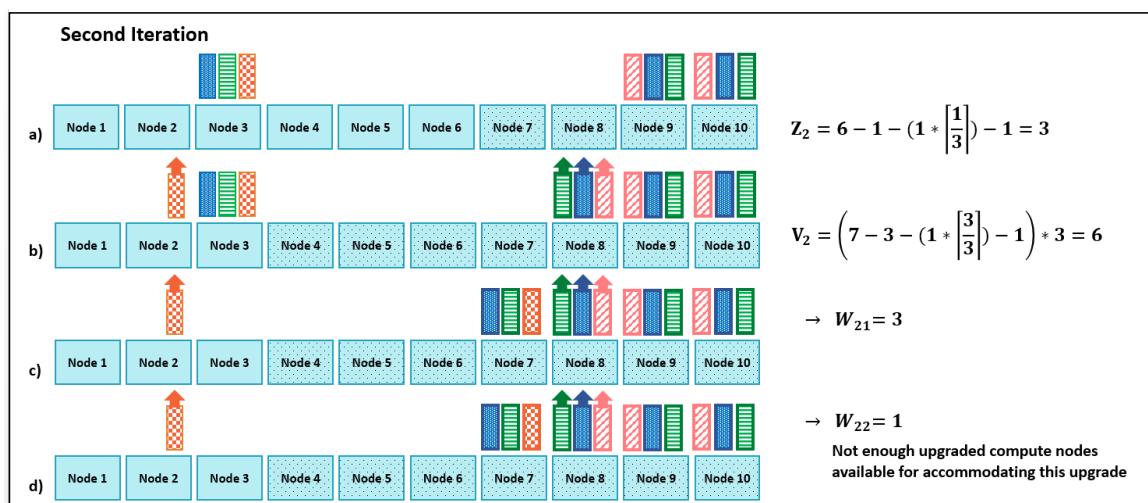 Second Iteration
a) Node 1 Node 2 Node 3 Node 4 Node 5 Node 6 Node 7 Node 8 Node 9 Node 10
Z₂ = 6 − 1 − (1 * ⌈1/3⌉) − 1 = 3
b) Node 1 Node 2 Node 3 Node 4 Node 5 Node 6 Node 7 Node 8 Node 9 Node 10
V₂ = (7 − 3 − (1 * ⌈3/3⌉) − 1) * 3 = 6
→ W₂₁= 3
c) Node 1 Node 2 Node 3 Node 4 Node 5 Node 6 Node 7 Node 8 Node 9 Node 10
→ W₂₂= 1
Not enough upgraded compute nodes
available for accommodating this upgrade
d) Node 1 Node 2 Node 3 Node 4 Node 5 Node 6 Node 7 Node 8 Node 9 Node 10